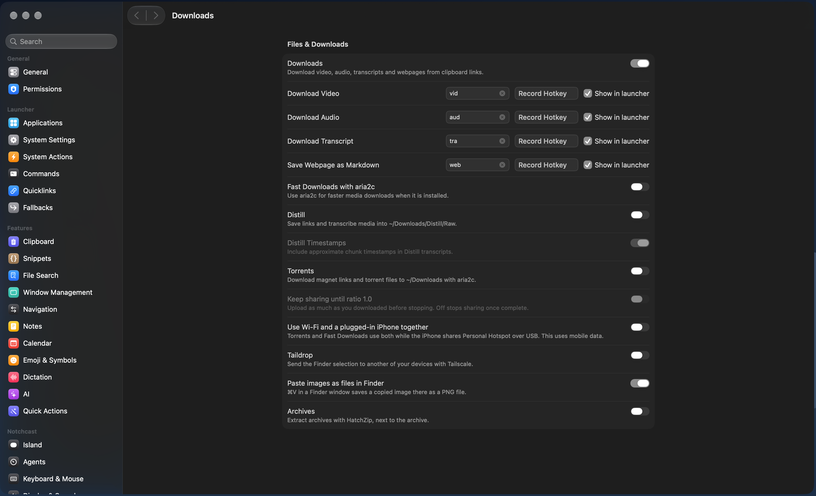 Downloads
Search
General
General
Permissions
Launcher
Applications
System Settings
System Actions
Commands
Quicklinks
Fallbacks
Features
Clipboard
Snippets
File Search
Window Management
Navigation
Notes
Calendar
Emoji & Symbols
Dictation
AI
Quick Actions
Notchcast
Island
Agents
Keyboard & Mouse
Files & Downloads
Downloads
Download video, audio, transcripts and webpages from clipboard links.
Download Video vid Record Hotkey Show in launcher
Download Audio aud Record Hotkey Show in launcher
Download Transcript tra Record Hotkey Show in launcher
Save Webpage as Markdown web Record Hotkey Show in launcher
Fast Downloads with aria2c
Use aria2c for faster media downloads when it is installed.
Distill
Save links and transcribe media into ~/Downloads/Distill/Raw.
Distill Timestamps
Include approximate chunk timestamps in Distill transcripts.
Torrents
Download magnet links and torrent files to ~/Downloads with aria2c.
Keep sharing until ratio 1.0
Upload as much as you downloaded before stopping. Off stops sharing once complete.
Use Wi-Fi and a plugged-in iPhone together
Torrents and Fast Downloads use both while the iPhone shares Personal Hotspot over USB. This uses mobile data.
Taildrop
Send the Finder selection to another of your devices with Tailscale.
Paste images as files in Finder
⌘V in a Finder window saves a copied image there as a PNG file.
Archives
Extract archives with HatchZip, next to the archive.